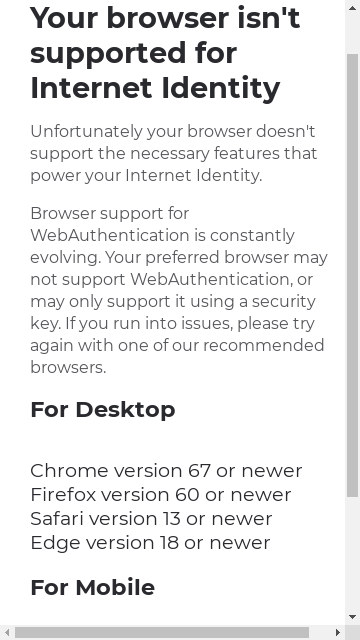 Your browser isn't
supported for
Internet Identity
Unfortunately your browser doesn't
support the necessary features that
power your Internet Identity.
Browser support for
WebAuthentication is constantly
evolving. Your preferred browser may
not support WebAuthentication, or
may only support it using a security
key. If you run into issues, please try
again with one of our recommended
browsers.
For Desktop
Chrome version 67 or newer
Firefox version 60 or newer
Safari version 13 or newer
Edge version 18 or newer
For Mobile